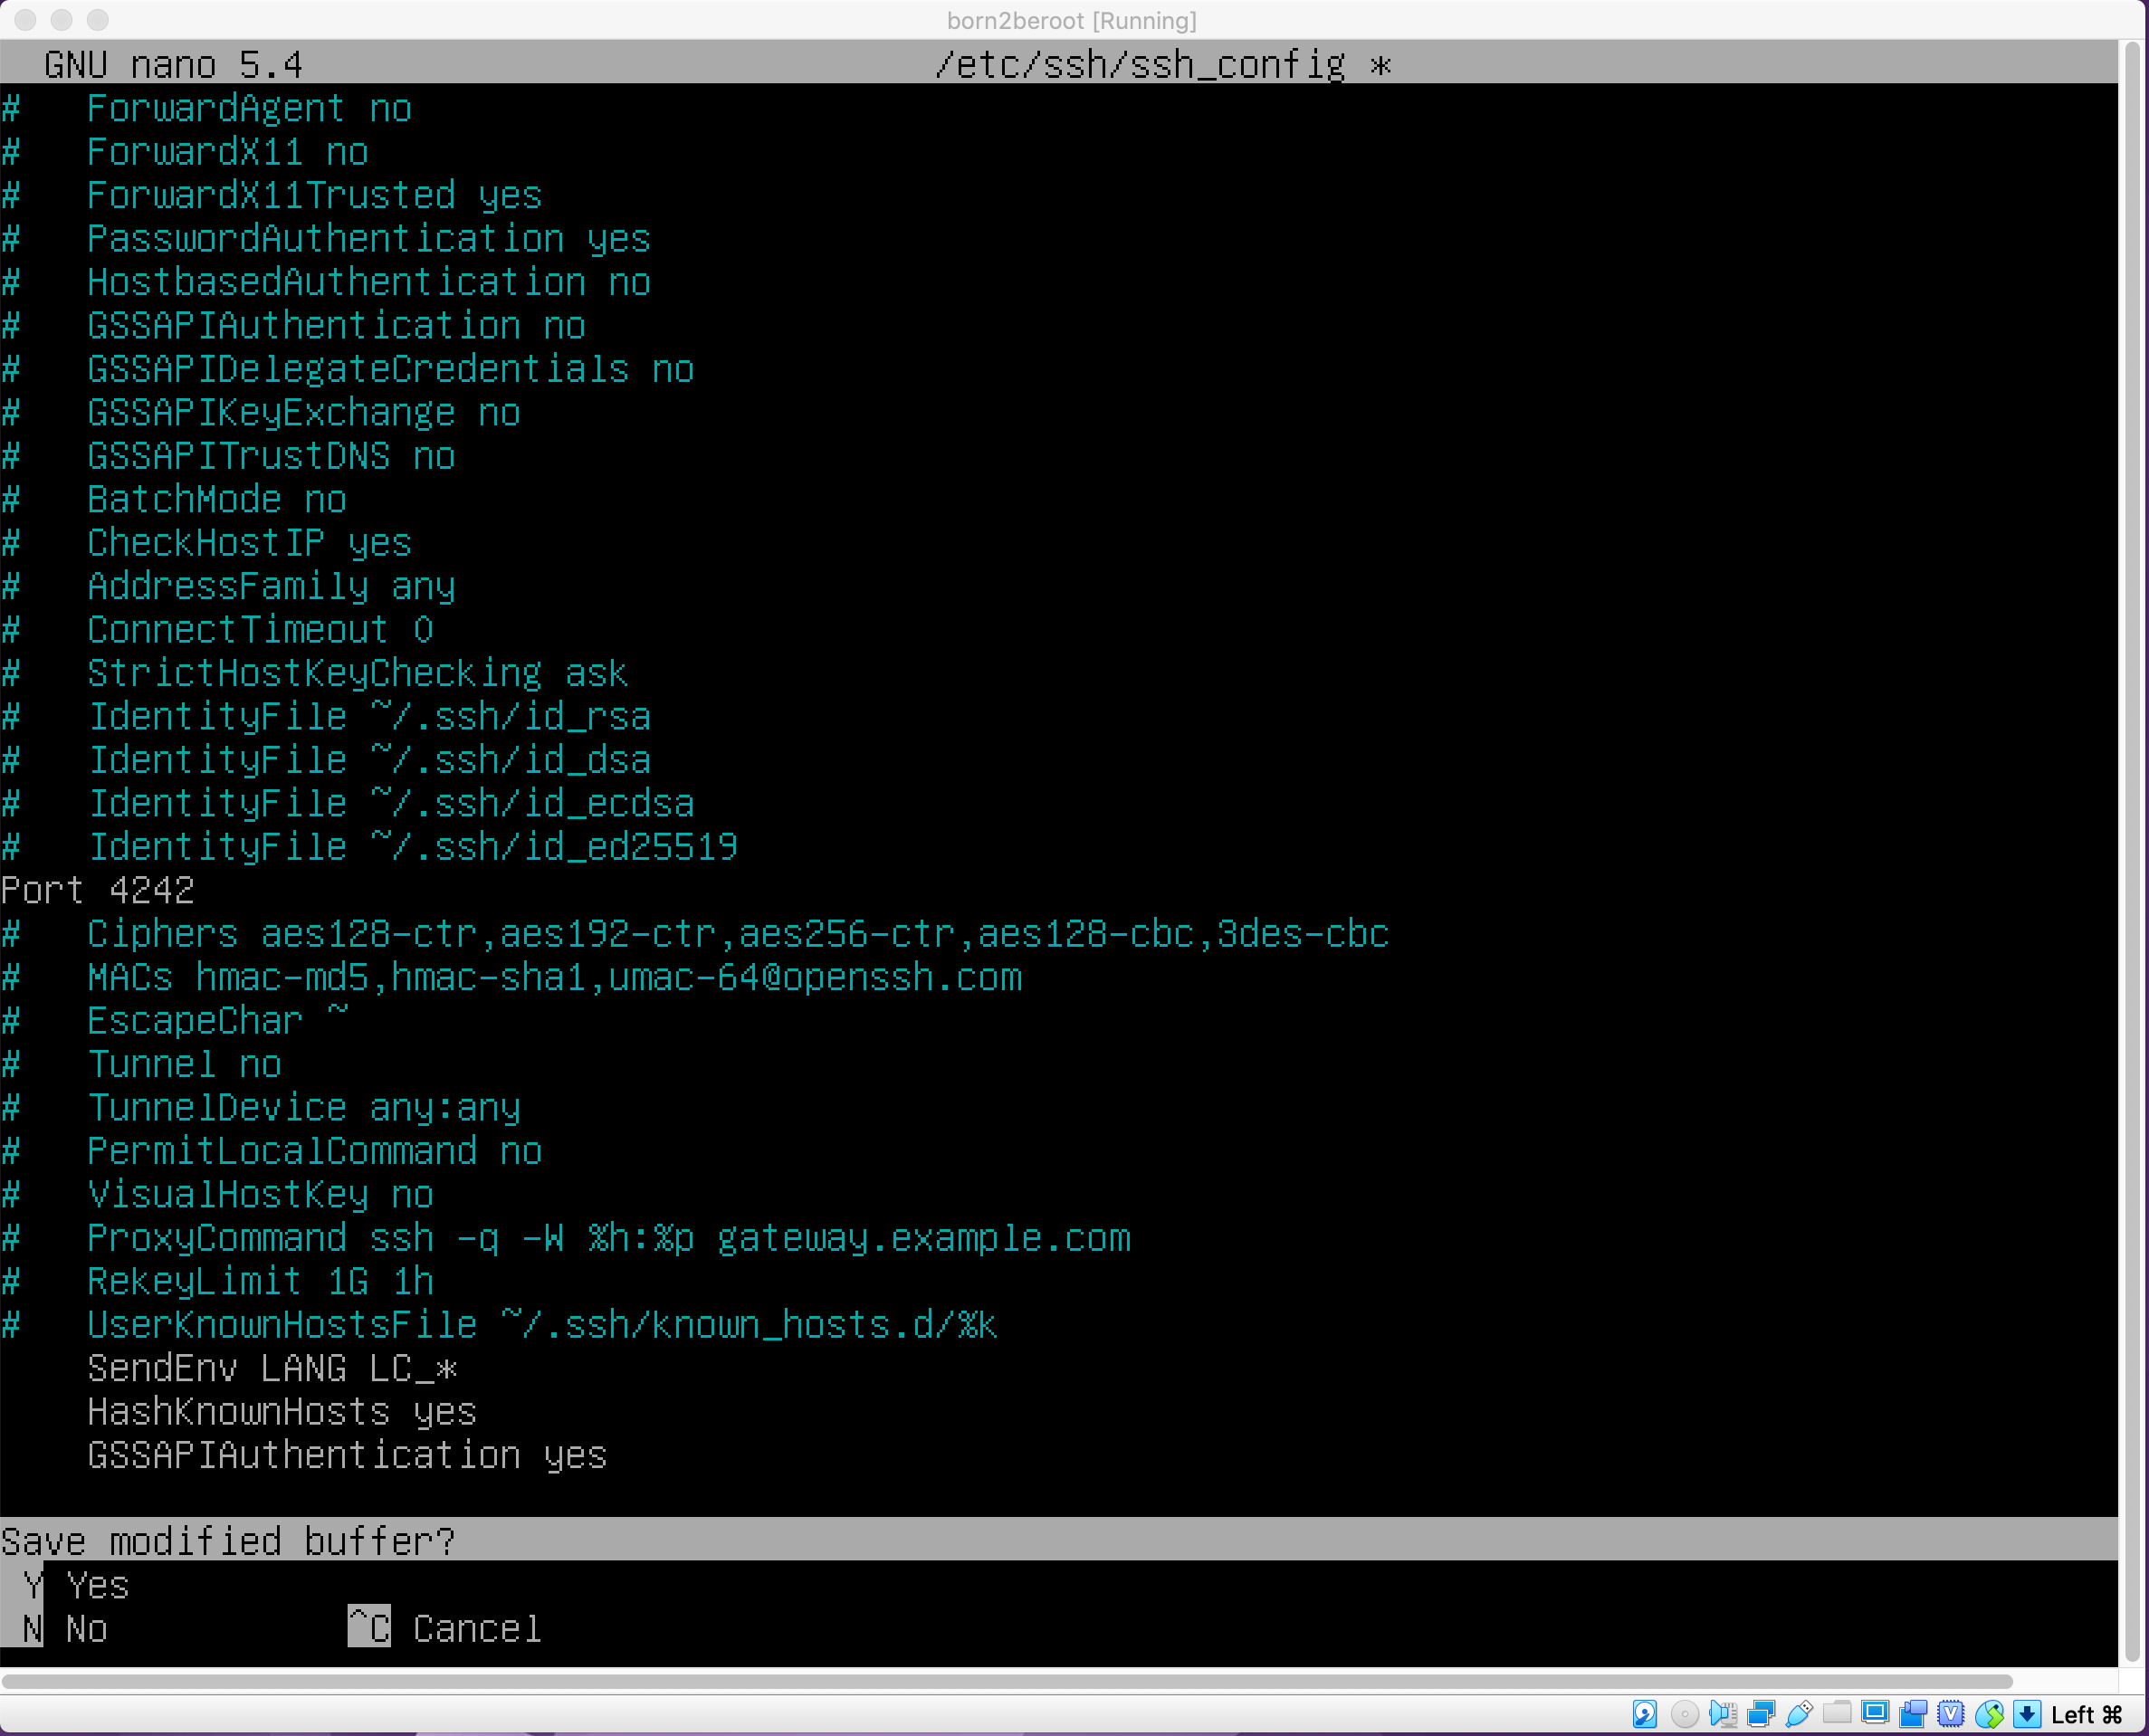 born2beroot [Running]
GNU nano 5.4 /etc/ssh/ssh_config *
# ForwardAgent no
# ForwardX11 no
# ForwardX11Trusted yes
# PasswordAuthentication yes
# HostbasedAuthentication no
# GSSAPIAuthentication no
# GSSAPIDelegateCredentials no
# GSSAPIKeyExchange no
# GSSAPITrustDNS no
# BatchMode no
# CheckHostIP yes
# AddressFamily any
# ConnectTimeout 0
# StrictHostKeyChecking ask
# IdentityFile ~/.ssh/id_rsa
# IdentityFile ~/.ssh/id_dsa
# IdentityFile ~/.ssh/id_ecdsa
# IdentityFile ~/.ssh/id_ed25519
Port 4242
# Ciphers aes128-ctr,aes192-ctr,aes256-ctr,aes128-cbc,3des-cbc
# MACs hmac-md5,hmac-sha1,umac-64@openssh.com
# EscapeChar ~
# Tunnel no
# TunnelDevice any:any
# PermitLocalCommand no
# VisualHostKey no
# ProxyCommand ssh -q -W %h:%p gateway.example.com
# RekeyLimit 1G 1h
# UserKnownHostsFile ~/.ssh/known_hosts.d/%k
SendEnv LANG LC_*
HashKnownHosts yes
GSSAPIAuthentication yes
Save modified buffer?
Y Yes
N No ^C Cancel
Left ⌘